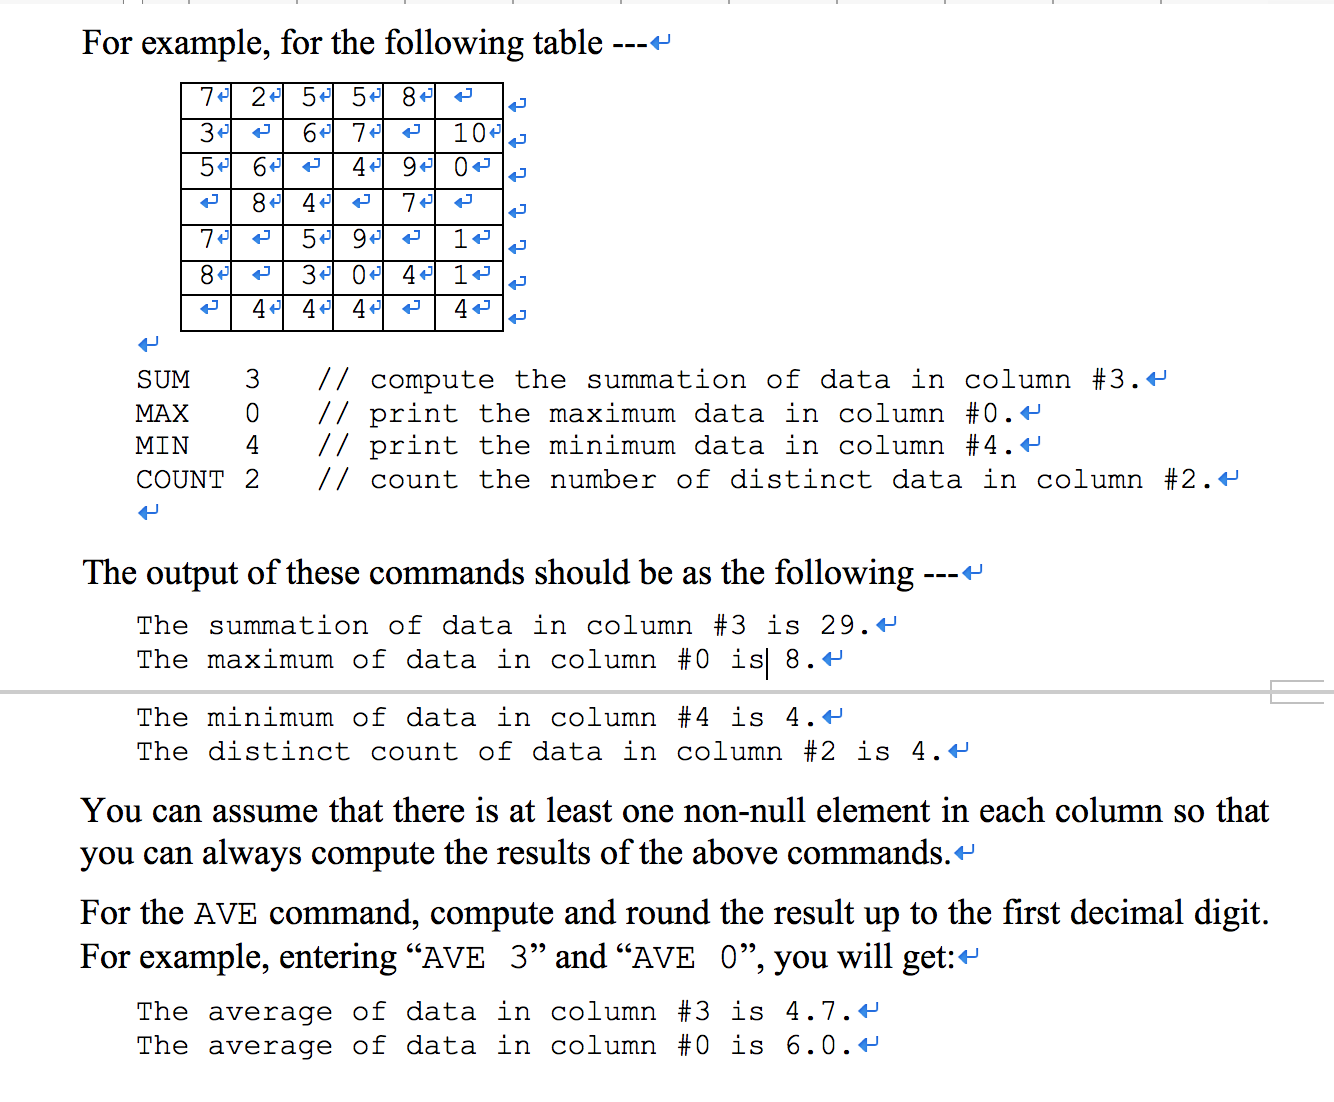 For example, for the following table ---↵
7↵ 2↵ 5↵ 5↵ 8↵ ↵ ↵
3↵ ↵ 6↵ 7↵ ↵ 10↵ ↵
5↵ 6↵ ↵ 4↵ 9↵ 0↵ ↵
↵ 8↵ 4↵ ↵ 7↵ ↵ ↵
7↵ ↵ 5↵ 9↵ ↵ 1↵ ↵
8↵ ↵ 3↵ 0↵ 4↵ 1↵ ↵
↵ 4↵ 4↵ 4↵ ↵ 4↵ ↵
↵
SUM 3 // compute the summation of data in column #3.↵
MAX 0 // print the maximum data in column #0.↵
MIN 4 // print the minimum data in column #4.↵
COUNT 2 // count the number of distinct data in column #2.↵
↵
The output of these commands should be as the following ---↵
The summation of data in column #3 is 29.↵
The maximum of data in column #0 is 8.↵
The minimum of data in column #4 is 4.↵
The distinct count of data in column #2 is 4.↵
You can assume that there is at least one non-null element in each column so that
you can always compute the results of the above commands.↵
For the AVE command, compute and round the result up to the first decimal digit.
For example, entering “AVE 3” and “AVE 0”, you will get:↵
The average of data in column #3 is 4.7.↵
The average of data in column #0 is 6.0.↵